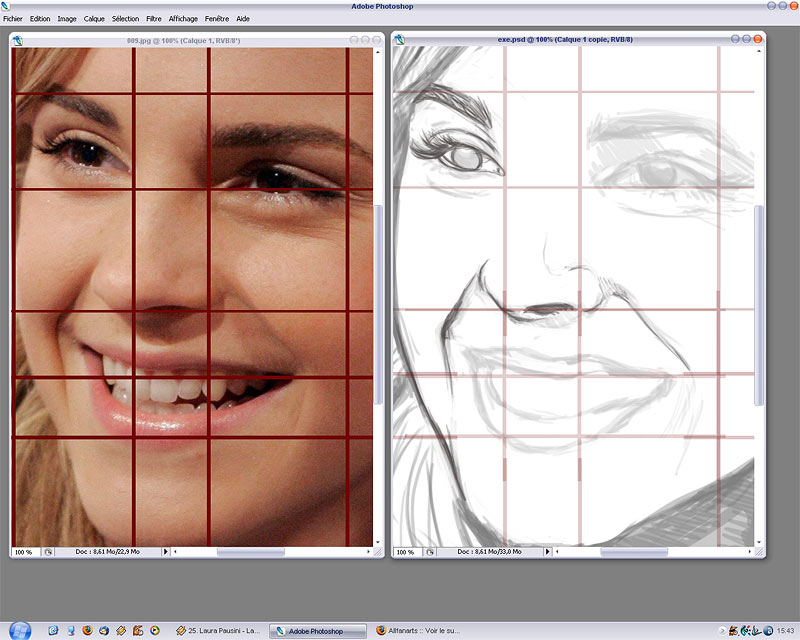 Adobe Photoshop
Fichier Edition Image Calque Sélection Filtre Affichage Fenêtre Aide
009.jpg @ 100% (Calque 1, RVB/8*)
exe.psd @ 100% (Calque 1 copie, RVB/8)
100 % Doc : 8,61 Mo/22,9 Mo
100 % Doc : 8,61 Mo/33,0 Mo
25. Laura Pausini - La... Adobe Photoshop Allfanarts :: Voir le su... 15:43